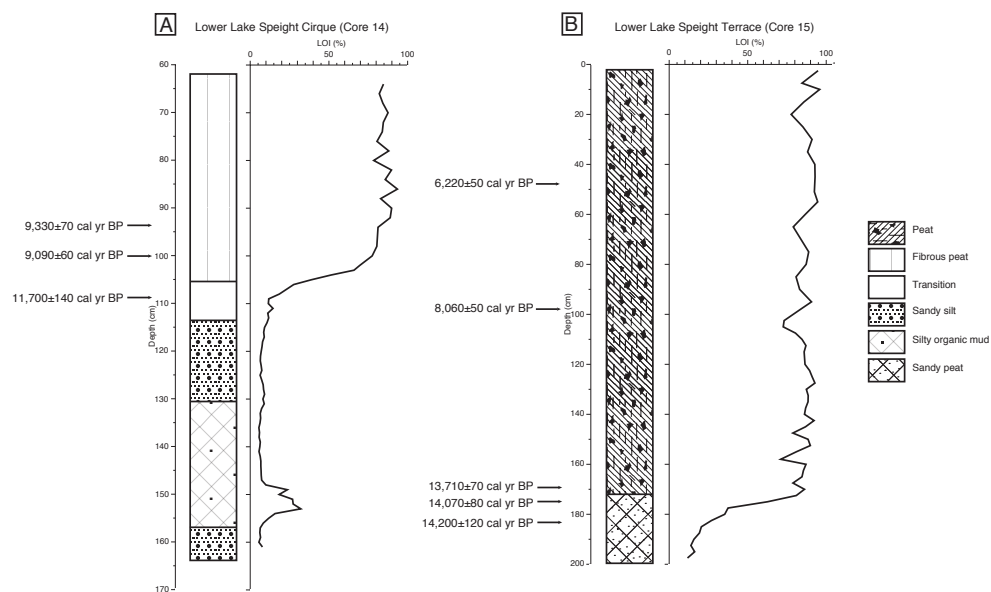 A
Lower Lake Speight Cirque (Core 14)
LOI (%)
0 50 100
60
70
80
90
100
110
120
130
140
150
160
170
Depth (cm)
9,330±70 cal yr BP
9,090±60 cal yr BP
11,700±140 cal yr BP
B
Lower Lake Speight Terrace (Core 15)
LOI (%)
0 50 100
0
20
40
60
80
100
120
140
160
180
200
Depth (cm)
6,220±50 cal yr BP
8,060±50 cal yr BP
13,710±70 cal yr BP
14,070±80 cal yr BP
14,200±120 cal yr BP
Peat
Fibrous peat
Transition
Sandy silt
Silty organic mud
Sandy peat